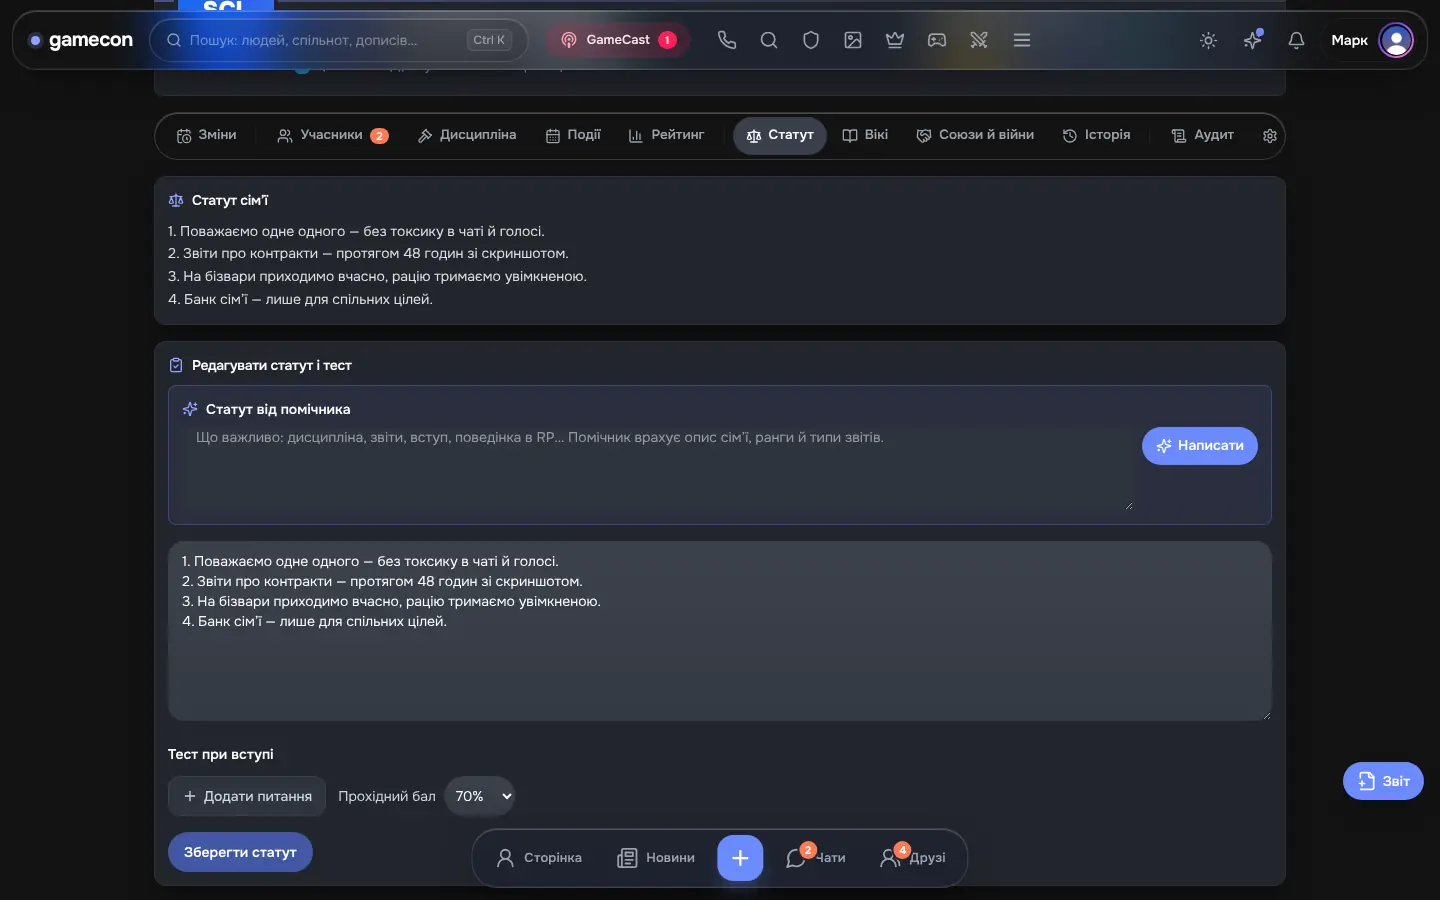 gamecon
Пошук: людей, спільнот, дописів...
Ctrl K
GameCast 1
Марк
Зміни
Учасники 2
Дисципліна
Події
Рейтинг
Статут
Вікі
Союзи й війни
Історія
Аудит
Статут сім'ї
1. Поважаємо одне одного — без токсику в чаті й голосі.
2. Звіти про контракти — протягом 48 годин зі скриншотом.
3. На бізвари приходимо вчасно, рацію тримаємо увімкненою.
4. Банк сім'ї — лише для спільних цілей.
Редагувати статут і тест
Статут від помічника
Що важливо: дисципліна, звіти, вступ, поведінка в RP... Помічник врахує опис сім'ї, ранги й типи звітів.
Написати
1. Поважаємо одне одного — без токсику в чаті й голосі.
2. Звіти про контракти — протягом 48 годин зі скриншотом.
3. На бізвари приходимо вчасно, рацію тримаємо увімкненою.
4. Банк сім'ї — лише для спільних цілей.
Тест при вступі
+ Додати питання
Прохідний бал
70%
Звіт
Зберегти статут
Сторінка
Новини
2
Чати
4
Друзі